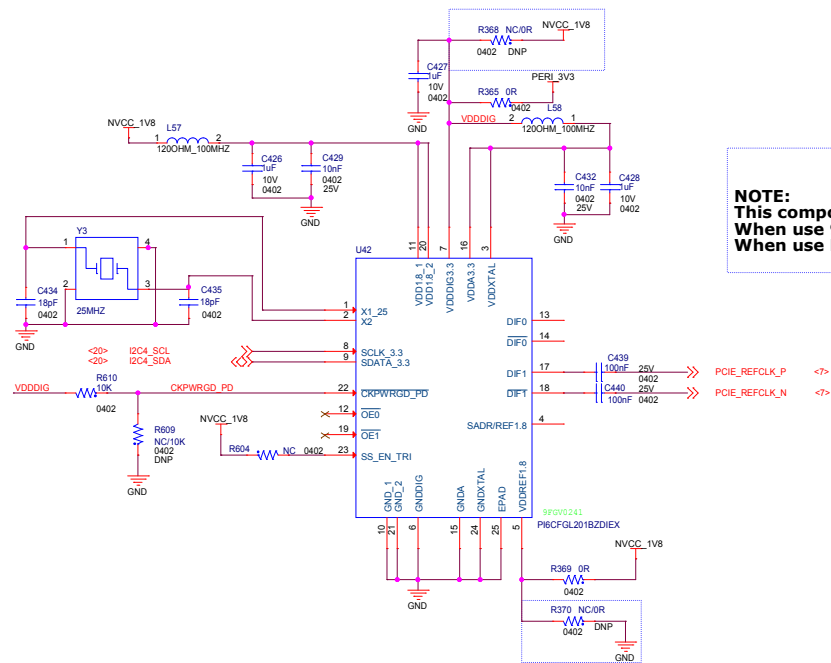 R368 NC/0R NVCC_1V8
0402 DNP
C427
1uF
10V
0402
GND
PERI_3V3
R365 0R
0402
L58
VDDDIG 2 1
120OHM_100MHZ
NVCC_1V8
L57
1 2
120OHM_100MHZ
C426
1uF
10V
0402
C429
10nF
0402
25V
GND
C432
10nF
0402
25V
C428
1uF
10V
0402
GND
NOTE:
This
When use
When use
Y3
1 4
2 3
25MHZ
C434
18pF
0402
C435
18pF
0402
GND
U42
11 20 7 16 3
VDD1.8_1
VDD1.8_2
VDDDIG3.3
VDDA3.3
VDDXTAL
1 X1_25
2 X2
8 SCLK_3.3
9 SDATA_3.3
22 CKPWRGD_PD
12 OE0
19 OE1
23 SS_EN_TRI
DIF0 13
DIF0 14
DIF1 17
DIF1 18
SADR/REF1.8 4
<20> I2C4_SCL
<20> I2C4_SDA
VDDDIG
R610
10K
0402
CKPWRGD_PD
R609
NC/10K
0402
DNP
GND
NVCC_1V8
R604 NC 0402
C439
100nF
25V
0402
PCIE_REFCLK_P <7>
C440
100nF
25V
0402
PCIE_REFCLK_N <7>
GND_1
GND_2
GNDDIG
GNDA
GNDXTAL
EPAD
VDDREF1.8
10 21 6 15 24 25 5
9FGV0241
PI6CFGL201BZDIEX
GND
NVCC_1V8
R369 0R
0402
R370 NC/0R
0402 DNP
GND